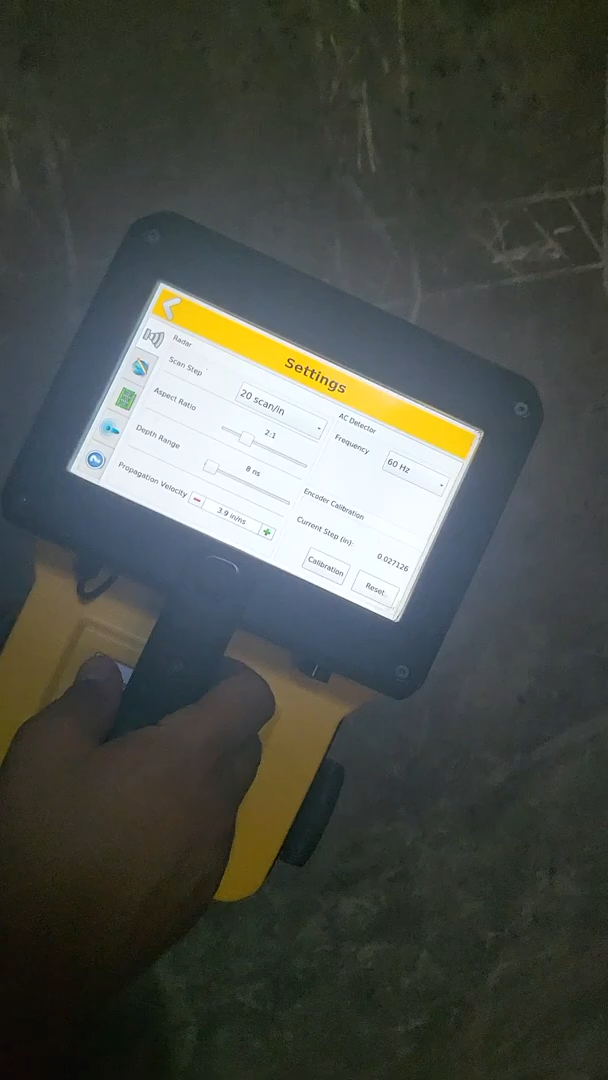 Settings
Radar
Scan Step
20 scan/in
Aspect Ratio
2:1
Depth Range
8 ns
Propagation Velocity
3.9 in/ns
AC Detector
Frequency
60 Hz
Encoder Calibration
Current Step (in):
0.027126
Calibration
Reset